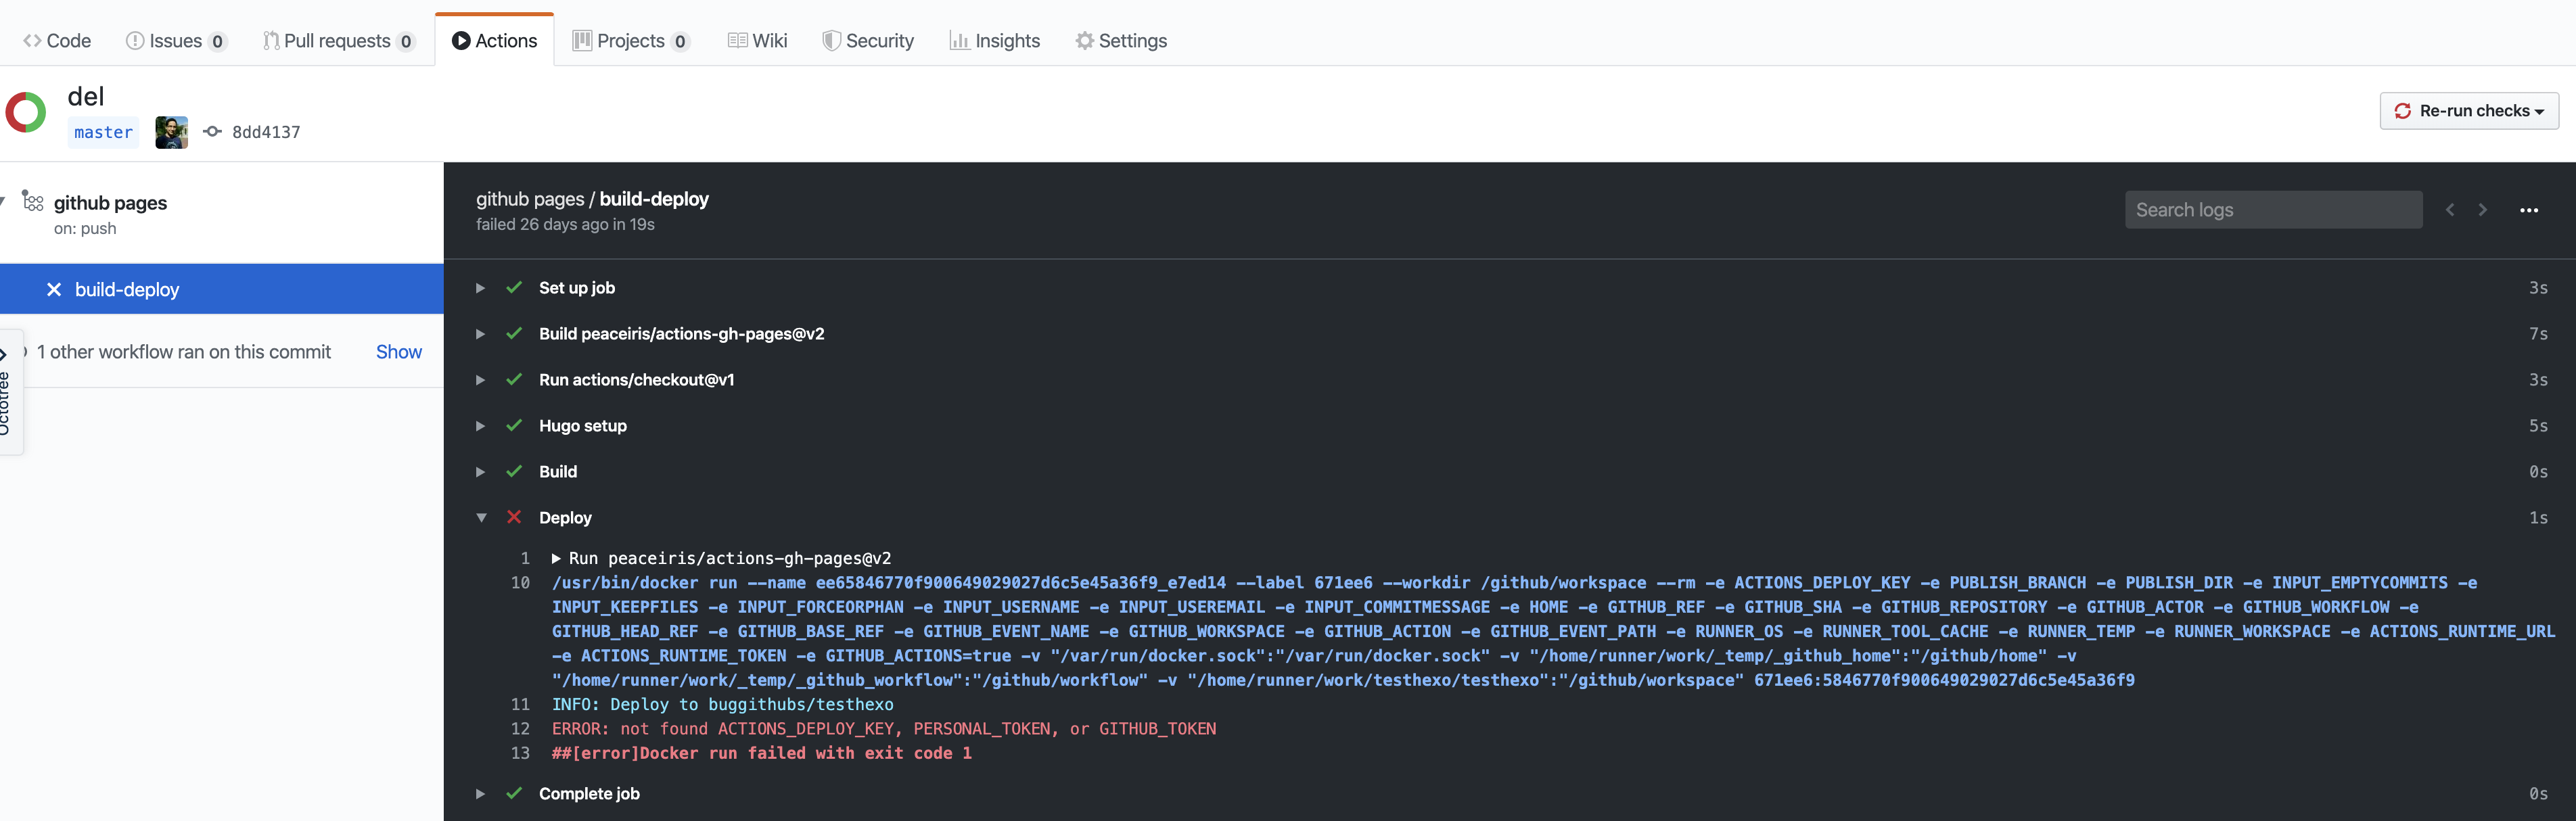 Code Issues 0 Pull requests 0 Actions Projects 0 Wiki Security Insights Settings
del
master 8dd4137
Re-run checks
github pages
on: push
build-deploy
1 other workflow ran on this commit Show
Octotree
github pages / build-deploy
failed 26 days ago in 19s
Search logs
Set up job 3s
Build peaceiris/actions-gh-pages@v2 7s
Run actions/checkout@v1 3s
Hugo setup 5s
Build 0s
Deploy 1s
1 Run peaceiris/actions-gh-pages@v2
10 /usr/bin/docker run --name ee65846770f900649029027d6c5e45a36f9_e7ed14 --label 671ee6 --workdir /github/workspace --rm -e ACTIONS_DEPLOY_KEY -e PUBLISH_BRANCH -e PUBLISH_DIR -e INPUT_EMPTYCOMMITS -e
INPUT_KEEPFILES -e INPUT_FORCEORPHAN -e INPUT_USERNAME -e INPUT_USEREMAIL -e INPUT_COMMITMESSAGE -e HOME -e GITHUB_REF -e GITHUB_SHA -e GITHUB_REPOSITORY -e GITHUB_ACTOR -e GITHUB_WORKFLOW -e
GITHUB_HEAD_REF -e GITHUB_BASE_REF -e GITHUB_EVENT_NAME -e GITHUB_WORKSPACE -e GITHUB_ACTION -e GITHUB_EVENT_PATH -e RUNNER_OS -e RUNNER_TOOL_CACHE -e RUNNER_TEMP -e RUNNER_WORKSPACE -e ACTIONS_RUNTIME_URL
-e ACTIONS_RUNTIME_TOKEN -e GITHUB_ACTIONS=true -v "/var/run/docker.sock":"/var/run/docker.sock" -v "/home/runner/work/_temp/_github_home":"/github/home" -v
"/home/runner/work/_temp/_github_workflow":"/github/workflow" -v "/home/runner/work/testhexo/testhexo":"/github/workspace" 671ee6:5846770f900649029027d6c5e45a36f9
11 INFO: Deploy to buggithubs/testhexo
12 ERROR: not found ACTIONS_DEPLOY_KEY, PERSONAL_TOKEN, or GITHUB_TOKEN
13 ##[error]Docker run failed with exit code 1
Complete job 0s